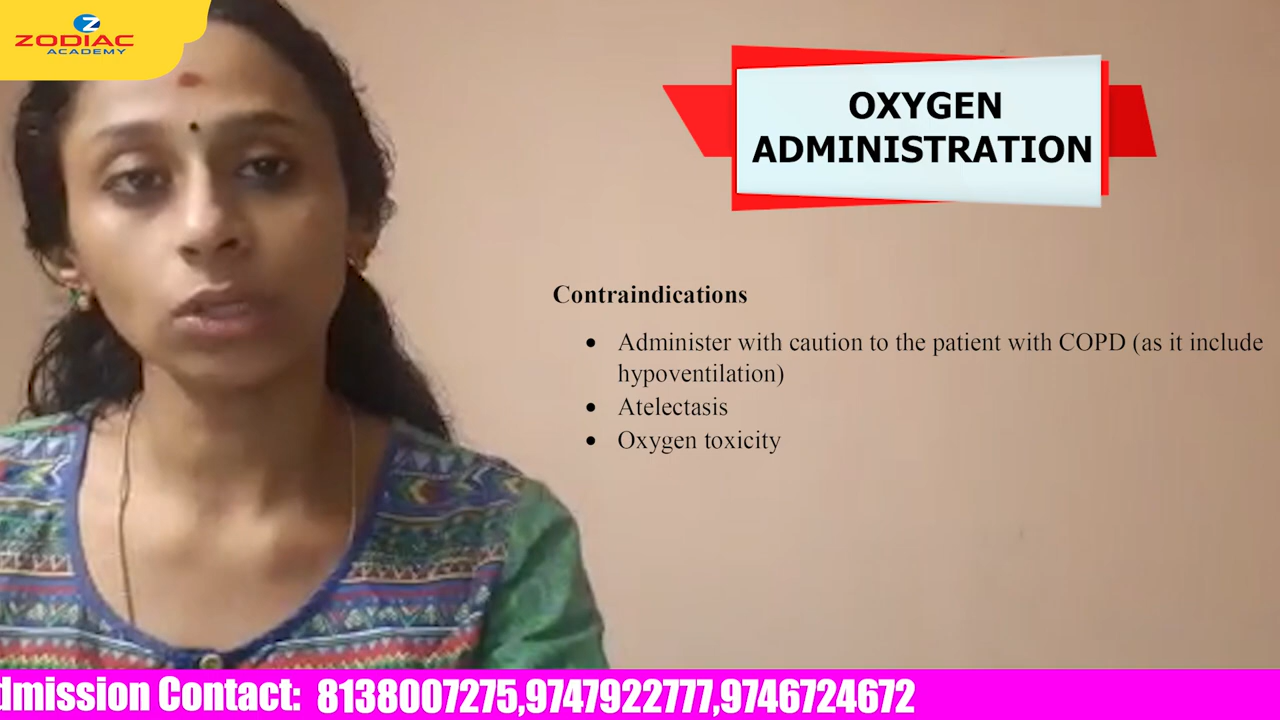 Z
ZODIAC
ACADEMY
OXYGEN
ADMINISTRATION
Contraindications
• Administer with caution to the patient with COPD (as it include
hypoventilation)
• Atelectasis
• Oxygen toxicity
dmission Contact: 8138007275,9747922777,9746724672